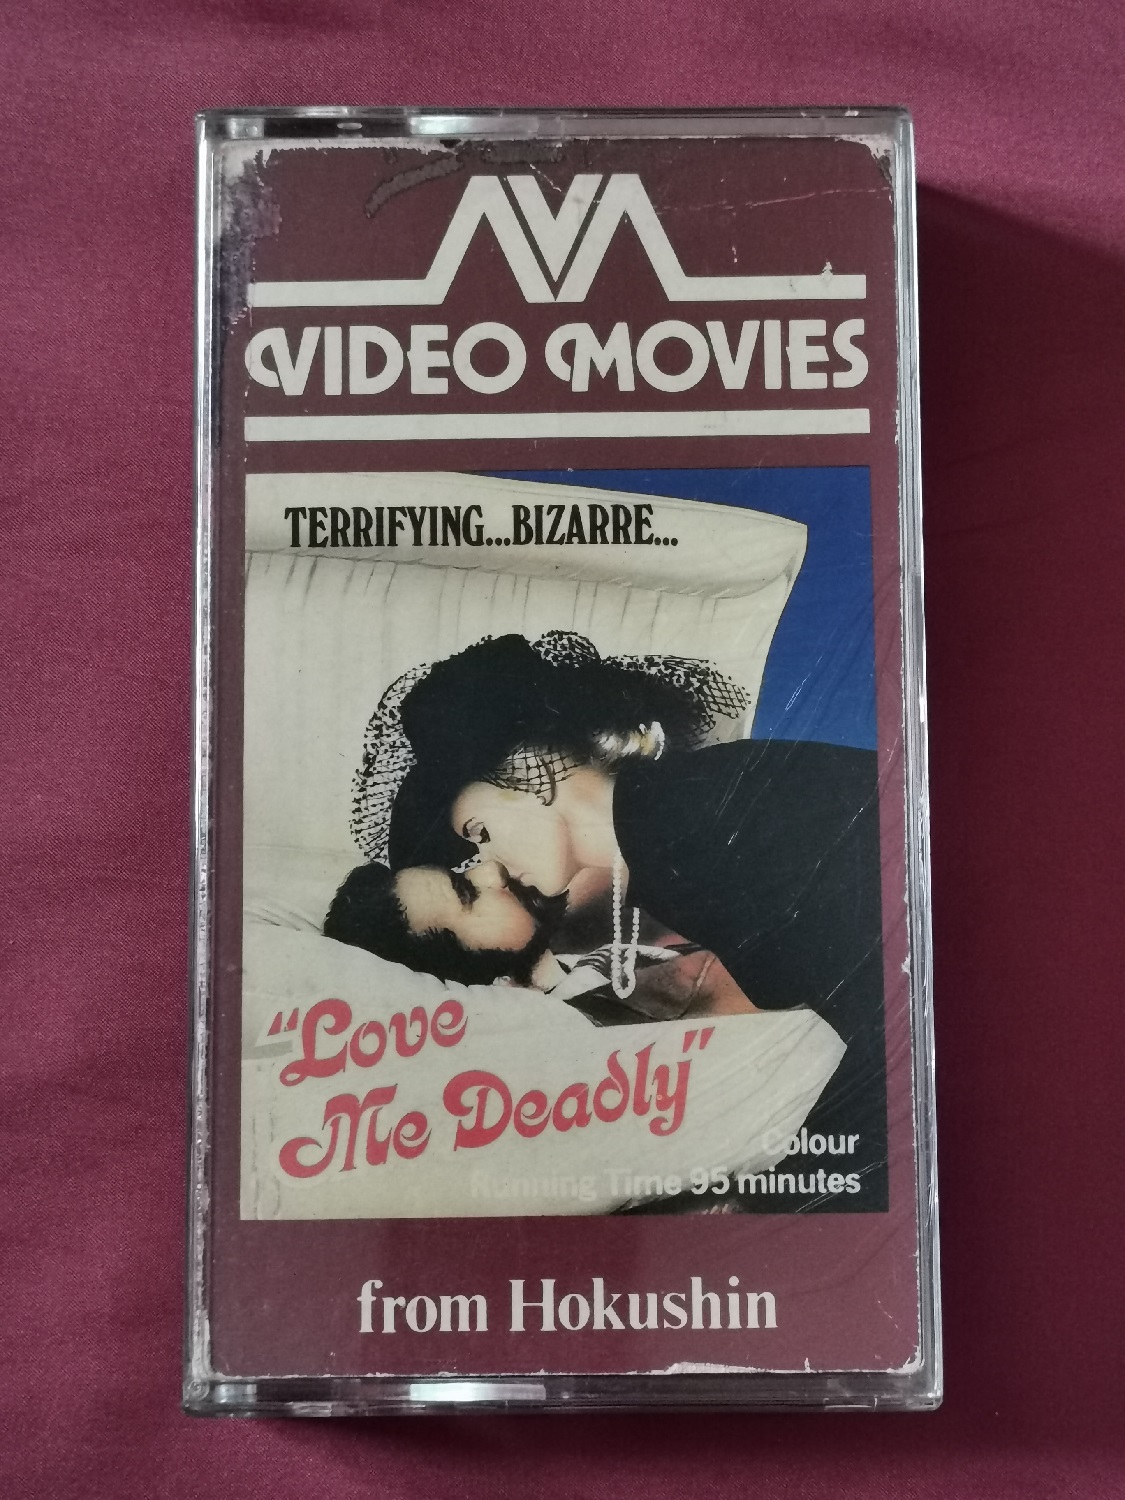 VIDEO MOVIES
TERRIFYING...BIZARRE...
"Love
Me Deadly"
Colour
Running Time 95 minutes
from Hokushin